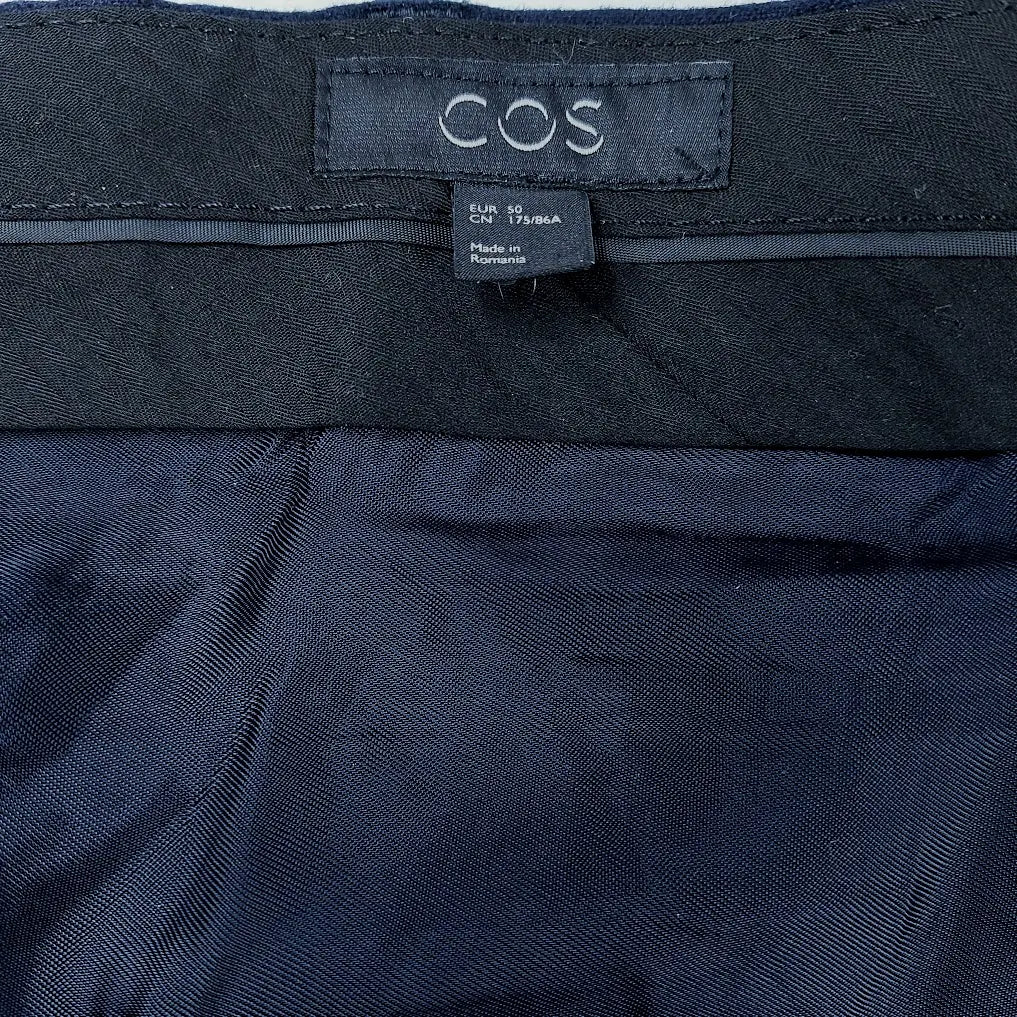 COS
EUR 50
CN 175/86A
Made in
Romania